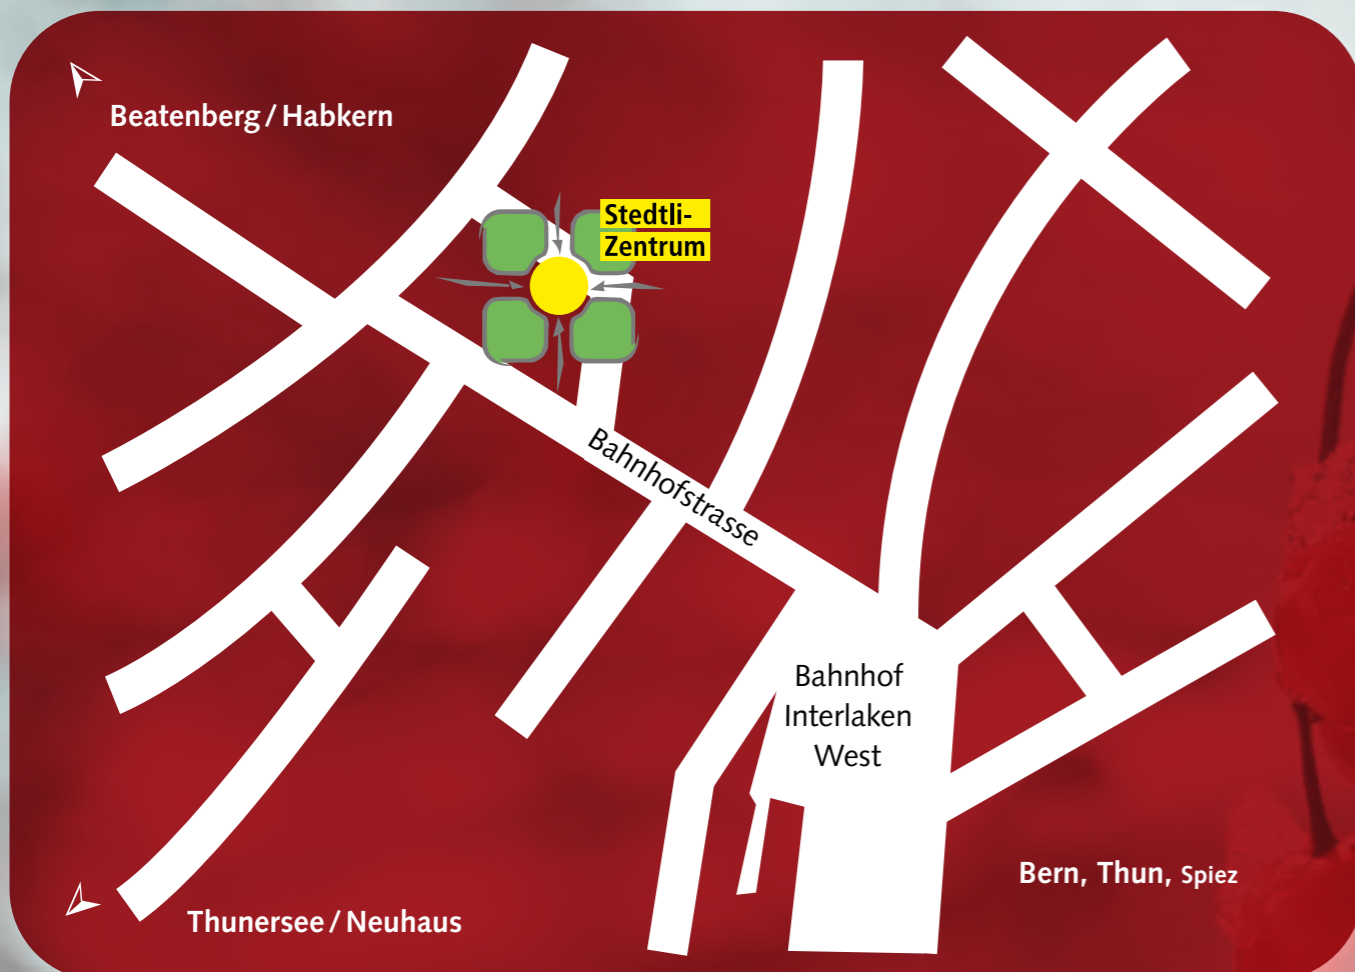 Beatenberg / Habkern
Stedtli-
Zentrum
Bahnhofstrasse
Bahnhof
Interlaken
West
Bern, Thun, Spiez
Thunersee / Neuhaus